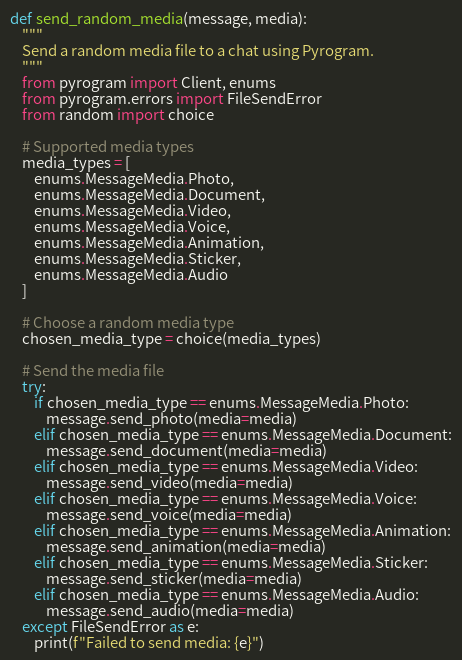 def send_random_media(message, media):
    """
    Send a random media file to a chat using Pyrogram.
    """
    from pyrogram import Client, enums
    from pyrogram.errors import FileSendError
    from random import choice

    # Supported media types
    media_types = [
        enums.MessageMedia.Photo,
        enums.MessageMedia.Document,
        enums.MessageMedia.Video,
        enums.MessageMedia.Voice,
        enums.MessageMedia.Animation,
        enums.MessageMedia.Sticker,
        enums.MessageMedia.Audio
    ]

    # Choose a random media type
    chosen_media_type = choice(media_types)

    # Send the media file
    try:
        if chosen_media_type == enums.MessageMedia.Photo:
            message.send_photo(media=media)
        elif chosen_media_type == enums.MessageMedia.Document:
            message.send_document(media=media)
        elif chosen_media_type == enums.MessageMedia.Video:
            message.send_video(media=media)
        elif chosen_media_type == enums.MessageMedia.Voice:
            message.send_voice(media=media)
        elif chosen_media_type == enums.MessageMedia.Animation:
            message.send_animation(media=media)
        elif chosen_media_type == enums.MessageMedia.Sticker:
            message.send_sticker(media=media)
        elif chosen_media_type == enums.MessageMedia.Audio:
            message.send_audio(media=media)
    except FileSendError as e:
        print(f"Failed to send media: {e}")